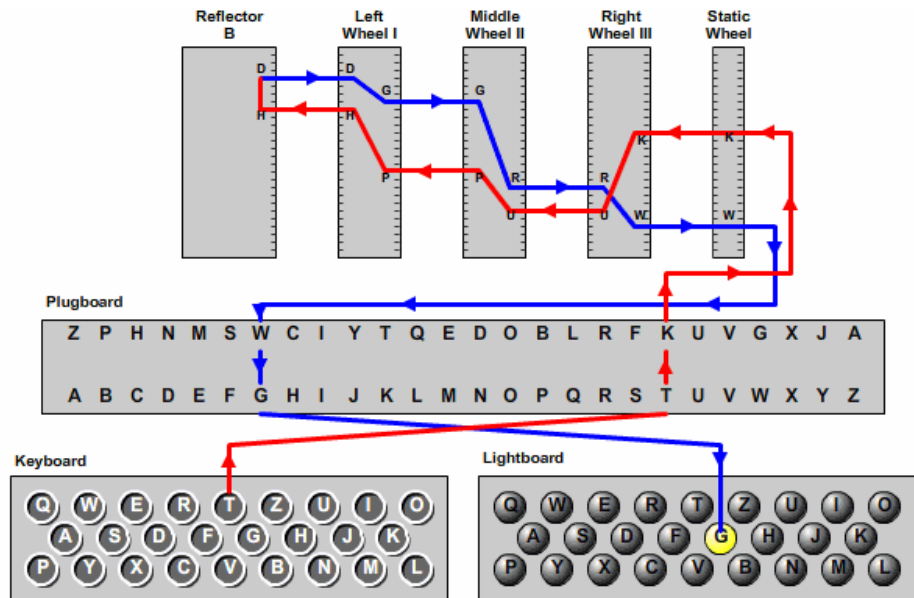 Reflector B
Left Wheel I
Middle Wheel II
Right Wheel III
Static Wheel
D D
G G
H H
K K
P P
R R
U U
W W
Plugboard
Z P H N M S W C I Y T Q E D O B L R F K U V G X J A
A B C D E F G H I J K L M N O P Q R S T U V W X Y Z
Keyboard
Q W E R T Z U I O
A S D F G H J K
P Y X C V B N M L
Lightboard
Q W E R T Z U I O
A S D F G H J K
P Y X C V B N M L